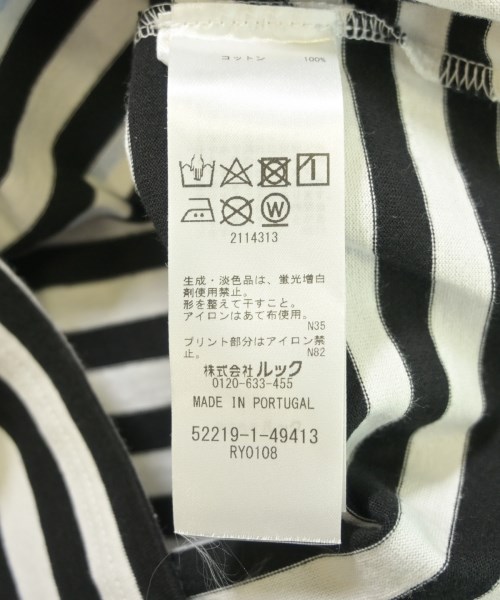 コットン 100%
2114313
生成・淡色品は、蛍光増白
剤使用禁止。
形を整えて干すこと。
アイロンはあて布使用。
N35
プリント部分はアイロン禁
止。 N82
株式会社 ルック
0120-633-455
MADE IN PORTUGAL
52219-1-49413
RY0108